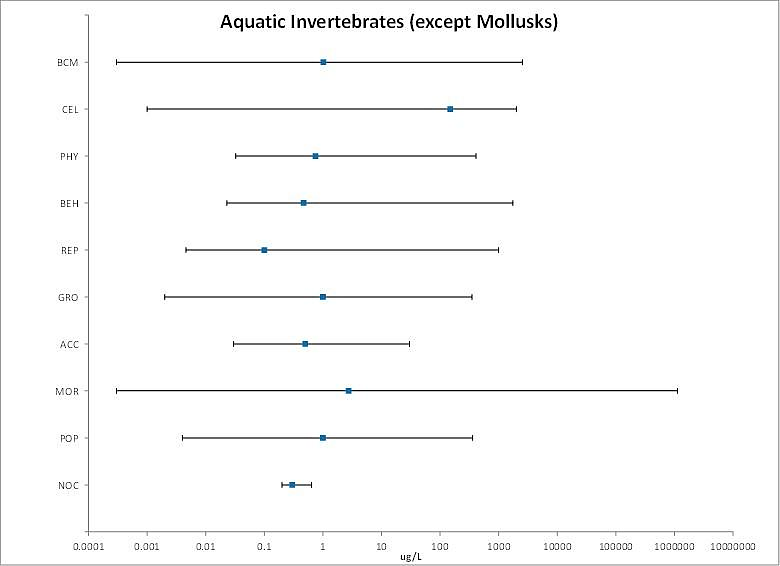 Aquatic Invertebrates (except Mollusks)
BCM
CEL
PHY
BEH
REP
GRO
ACC
MOR
POP
NOC
0.0001 0.001 0.01 0.1 1 10 100 1000 10000 100000 1000000 10000000
ug/L